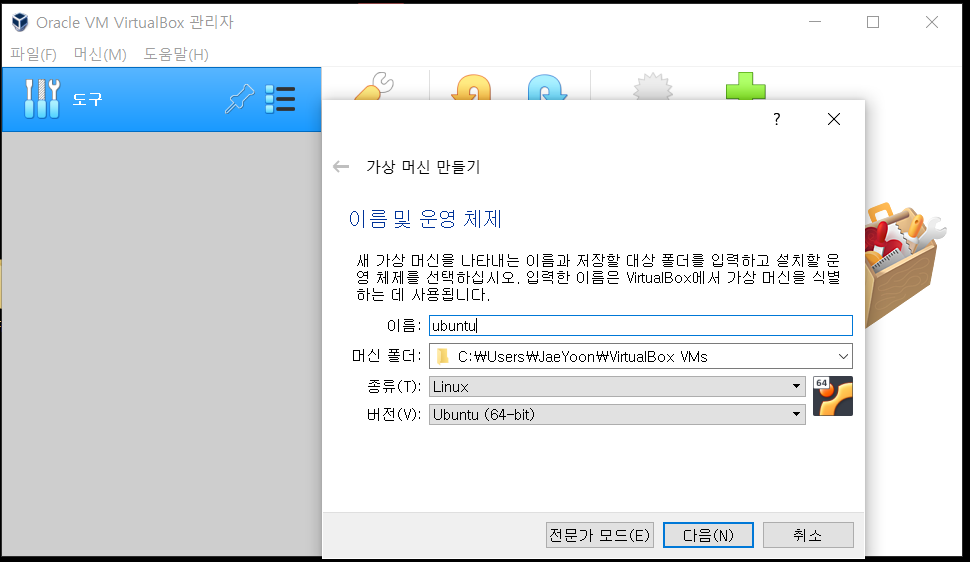 Oracle VM VirtualBox 관리자
파일(F) 머신(M) 도움말(H)
도구
?
가상 머신 만들기
이름 및 운영 체제
새 가상 머신을 나타내는 이름과 저장할 대상 폴더를 입력하고 설치할 운
영 체제를 선택하십시오. 입력한 이름은 VirtualBox에서 가상 머신을 식별
하는 데 사용됩니다.
이름: ubuntu
머신 폴더: C:₩Users₩JaeYoon₩VirtualBox VMs
종류(T): Linux
64
버전(V): Ubuntu (64-bit)
전문가 모드(E) 다음(N) 취소